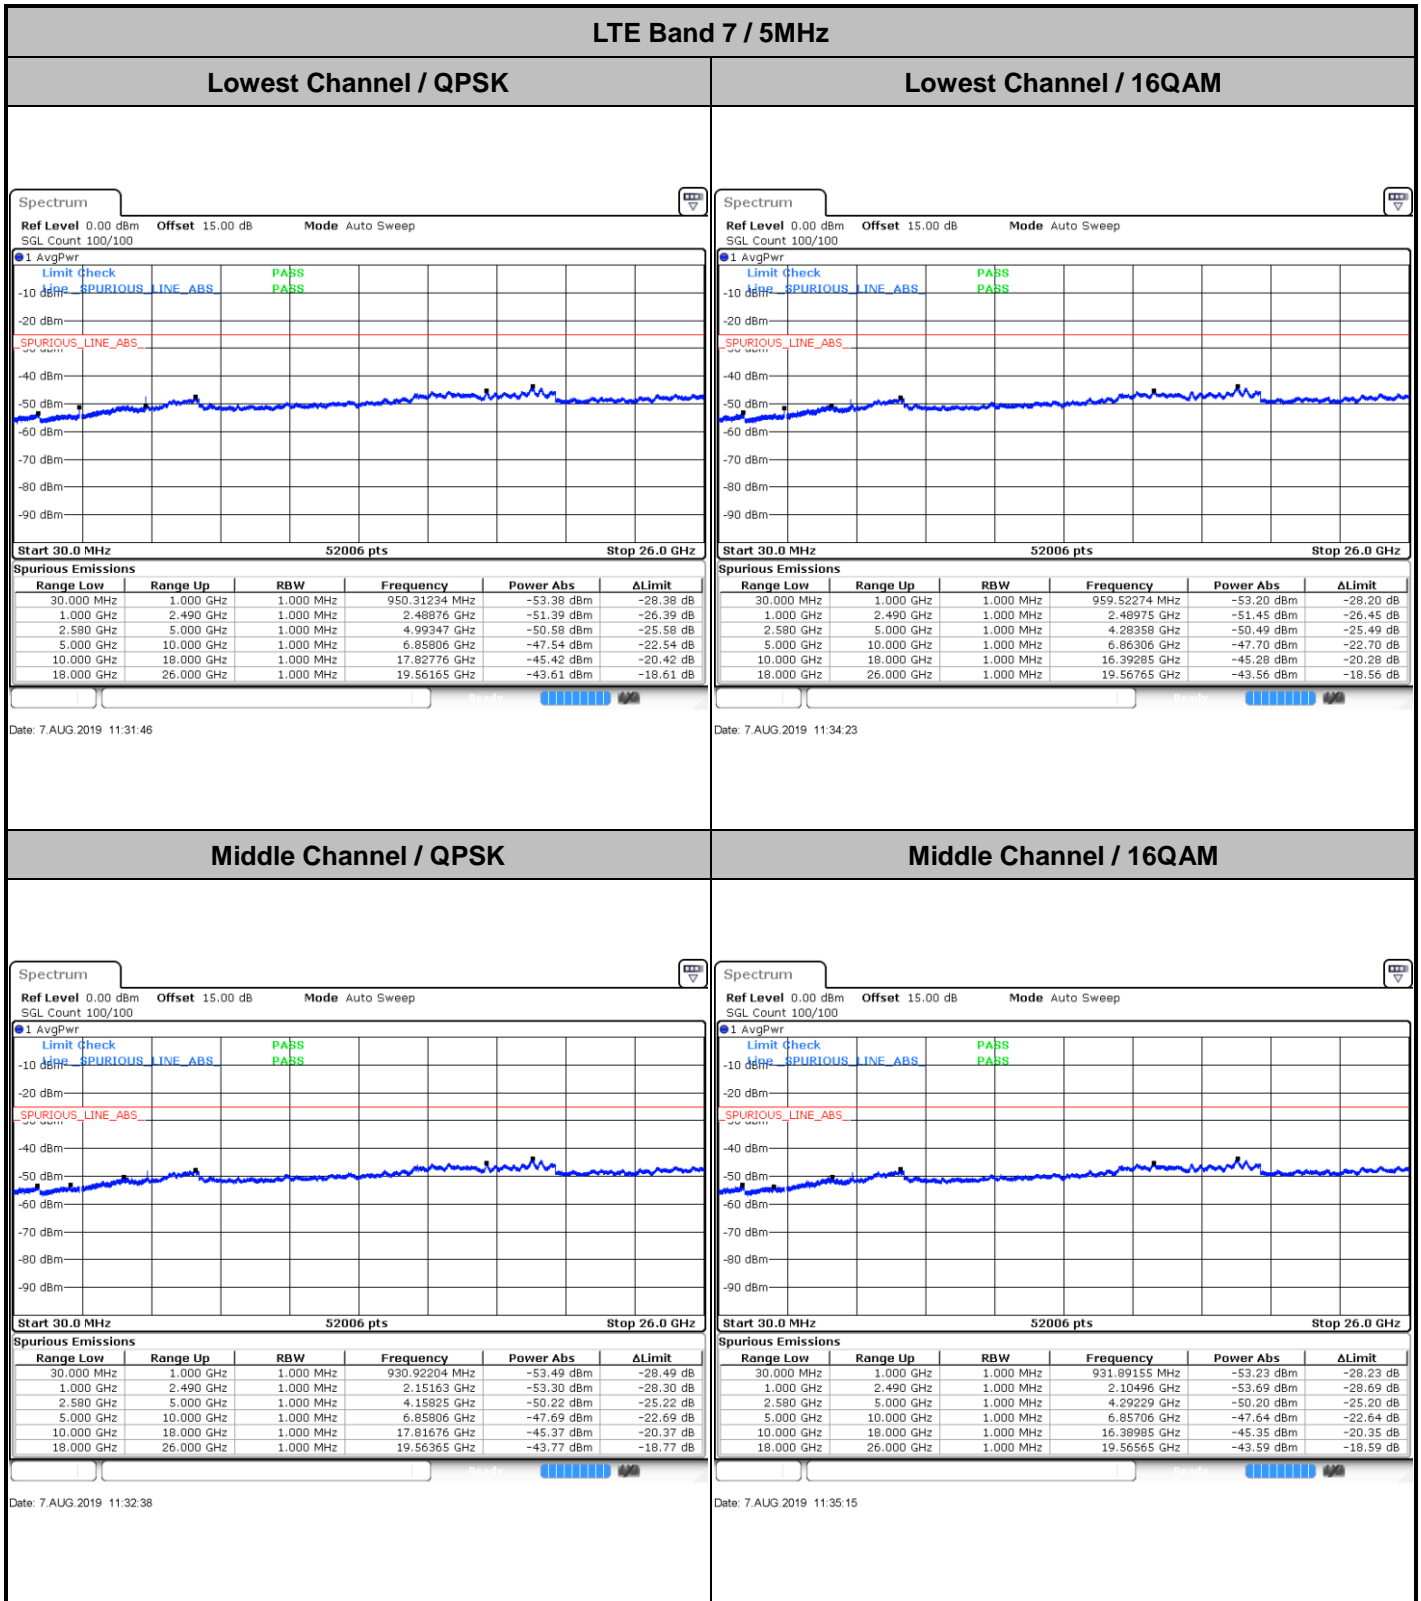 LTE Band 7 / 5MHz
Lowest Channel / QPSK
Lowest Channel / 16QAM
Spectrum
Ref Level 0.00 dBm Offset 15.00 dB Mode Auto Sweep
SGL Count 100/100
1 AvgPwr
Limit Check PASS
Line _SPURIOUS_LINE_ABS_ PASS
-10 dBm
-20 dBm
_SPURIOUS_LINE_ABS_
-40 dBm
-50 dBm
-60 dBm
-70 dBm
-80 dBm
-90 dBm
Start 30.0 MHz 52006 pts Stop 26.0 GHz
Spurious Emissions
Range Low Range Up RBW Frequency Power Abs ΔLimit
30.000 MHz 1.000 GHz 1.000 MHz 950.31234 MHz -53.38 dBm -28.38 dB
1.000 GHz 2.490 GHz 1.000 MHz 2.48876 GHz -51.39 dBm -26.39 dB
2.580 GHz 5.000 GHz 1.000 MHz 4.99347 GHz -50.58 dBm -25.58 dB
5.000 GHz 10.000 GHz 1.000 MHz 6.85806 GHz -47.54 dBm -22.54 dB
10.000 GHz 18.000 GHz 1.000 MHz 17.82776 GHz -45.42 dBm -20.42 dB
18.000 GHz 26.000 GHz 1.000 MHz 19.56165 GHz -43.61 dBm -18.61 dB
Date: 7.AUG.2019 11:31:46
Spectrum
Ref Level 0.00 dBm Offset 15.00 dB Mode Auto Sweep
SGL Count 100/100
1 AvgPwr
Limit Check PASS
Line _SPURIOUS_LINE_ABS_ PASS
-10 dBm
-20 dBm
_SPURIOUS_LINE_ABS_
-40 dBm
-50 dBm
-60 dBm
-70 dBm
-80 dBm
-90 dBm
Start 30.0 MHz 52006 pts Stop 26.0 GHz
Spurious Emissions
Range Low Range Up RBW Frequency Power Abs ΔLimit
30.000 MHz 1.000 GHz 1.000 MHz 959.52274 MHz -53.20 dBm -28.20 dB
1.000 GHz 2.490 GHz 1.000 MHz 2.48975 GHz -51.45 dBm -26.45 dB
2.580 GHz 5.000 GHz 1.000 MHz 4.28358 GHz -50.49 dBm -25.49 dB
5.000 GHz 10.000 GHz 1.000 MHz 6.86306 GHz -47.70 dBm -22.70 dB
10.000 GHz 18.000 GHz 1.000 MHz 16.39285 GHz -45.28 dBm -20.28 dB
18.000 GHz 26.000 GHz 1.000 MHz 19.56765 GHz -43.56 dBm -18.56 dB
Date: 7.AUG.2019 11:34:23
Middle Channel / QPSK
Middle Channel / 16QAM
Spectrum
Ref Level 0.00 dBm Offset 15.00 dB Mode Auto Sweep
SGL Count 100/100
1 AvgPwr
Limit Check PASS
Line _SPURIOUS_LINE_ABS_ PASS
-10 dBm
-20 dBm
_SPURIOUS_LINE_ABS_
-40 dBm
-50 dBm
-60 dBm
-70 dBm
-80 dBm
-90 dBm
Start 30.0 MHz 52006 pts Stop 26.0 GHz
Spurious Emissions
Range Low Range Up RBW Frequency Power Abs ΔLimit
30.000 MHz 1.000 GHz 1.000 MHz 930.92204 MHz -53.49 dBm -28.49 dB
1.000 GHz 2.490 GHz 1.000 MHz 2.15163 GHz -53.30 dBm -28.30 dB
2.580 GHz 5.000 GHz 1.000 MHz 4.15825 GHz -50.22 dBm -25.22 dB
5.000 GHz 10.000 GHz 1.000 MHz 6.85806 GHz -47.69 dBm -22.69 dB
10.000 GHz 18.000 GHz 1.000 MHz 17.81676 GHz -45.37 dBm -20.37 dB
18.000 GHz 26.000 GHz 1.000 MHz 19.56365 GHz -43.77 dBm -18.77 dB
Date: 7.AUG.2019 11:32:38
Spectrum
Ref Level 0.00 dBm Offset 15.00 dB Mode Auto Sweep
SGL Count 100/100
1 AvgPwr
Limit Check PASS
Line _SPURIOUS_LINE_ABS_ PASS
-10 dBm
-20 dBm
_SPURIOUS_LINE_ABS_
-40 dBm
-50 dBm
-60 dBm
-70 dBm
-80 dBm
-90 dBm
Start 30.0 MHz 52006 pts Stop 26.0 GHz
Spurious Emissions
Range Low Range Up RBW Frequency Power Abs ΔLimit
30.000 MHz 1.000 GHz 1.000 MHz 931.89155 MHz -53.23 dBm -28.23 dB
1.000 GHz 2.490 GHz 1.000 MHz 2.10496 GHz -53.69 dBm -28.69 dB
2.580 GHz 5.000 GHz 1.000 MHz 4.29229 GHz -50.20 dBm -25.20 dB
5.000 GHz 10.000 GHz 1.000 MHz 6.85706 GHz -47.64 dBm -22.64 dB
10.000 GHz 18.000 GHz 1.000 MHz 16.38985 GHz -45.35 dBm -20.35 dB
18.000 GHz 26.000 GHz 1.000 MHz 19.56565 GHz -43.59 dBm -18.59 dB
Date: 7.AUG.2019 11:35:15